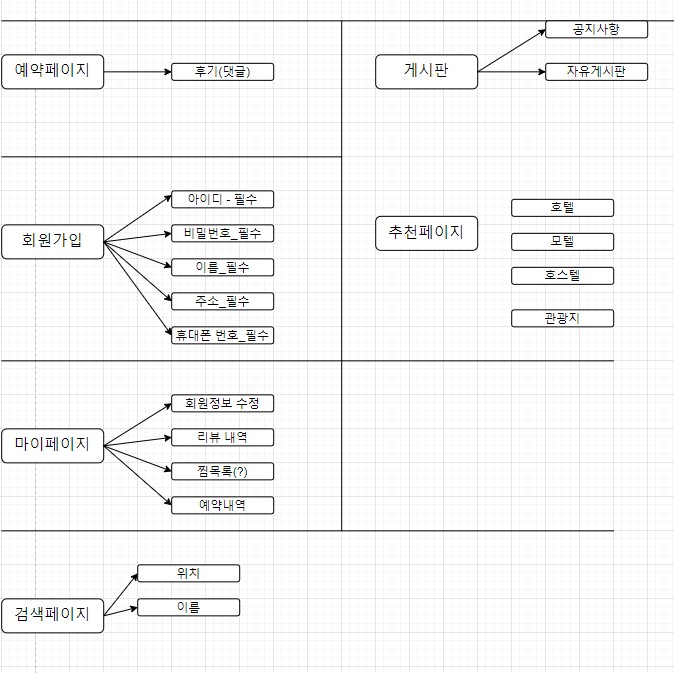 예약페이지
후기(댓글)
게시판
공지사항
자유게시판
회원가입
아이디 - 필수
비밀번호_필수
이름_필수
주소_필수
휴대폰 번호_필수
추천페이지
호텔
모텔
호스텔
관광지
마이페이지
회원정보 수정
리뷰 내역
찜목록(?)
예약내역
검색페이지
위치
이름